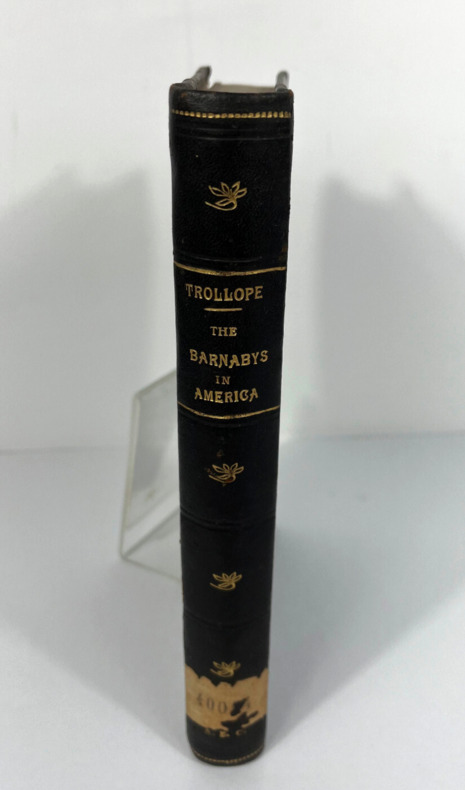 TROLLOPE
THE
BARNABYS
IN
AMERICA